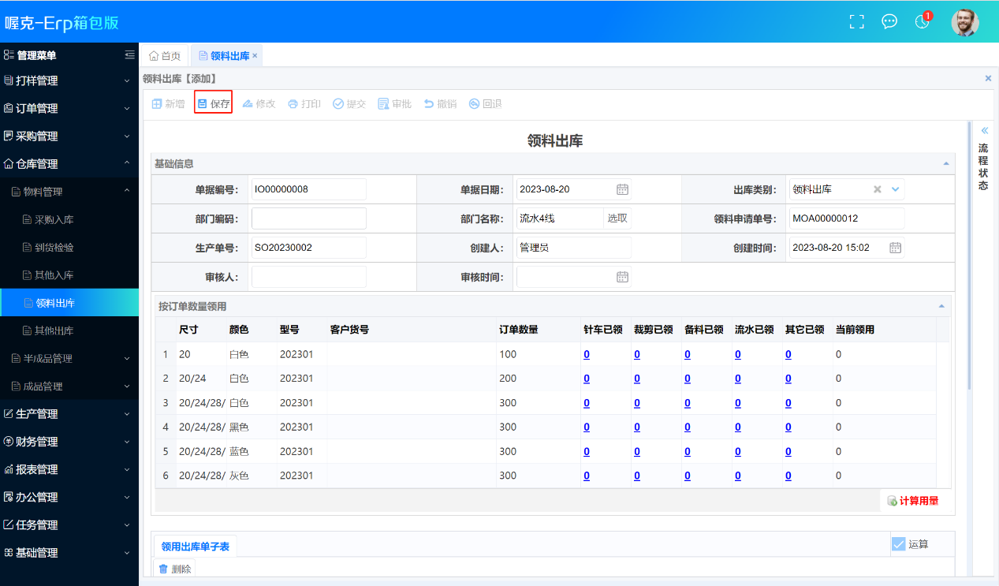 喔克-Erp箱包版
1
管理菜单
打样管理
订单管理
采购管理
仓库管理
物料管理
采购入库
到货检验
其他入库
领料出库
其他出库
半成品管理
成品管理
生产管理
财务管理
报表管理
办公管理
任务管理
基础管理
首页 领料出库 ×
领料出库【添加】 ×
新增 保存 修改 打印 提交 审批 撤销 回退
领料出库
基础信息
单据编号: IO00000008 单据日期: 2023-08-20 出库类别: 领料出库
部门编码: 部门名称: 流水4线 选取 领料申请单号: MOA00000012
生产单号: SO20230002 创建人: 管理员 创建时间: 2023-08-20 15:02
审核人: 审核时间:
按订单数量领用
尺寸 颜色 型号 客户货号 订单数量 针车已领 裁剪已领 备料已领 流水已领 其它已领 当前领用
1 20 白色 202301 100 0 0 0 0 0 0
2 20/24 白色 202301 200 0 0 0 0 0 0
3 20/24/28/ 白色 202301 300 0 0 0 0 0 0
4 20/24/28/ 黑色 202301 300 0 0 0 0 0 0
5 20/24/28/ 蓝色 202301 300 0 0 0 0 0 0
6 20/24/28/ 灰色 202301 300 0 0 0 0 0 0
计算用量
领用出库单子表 运算
删除
流程状态